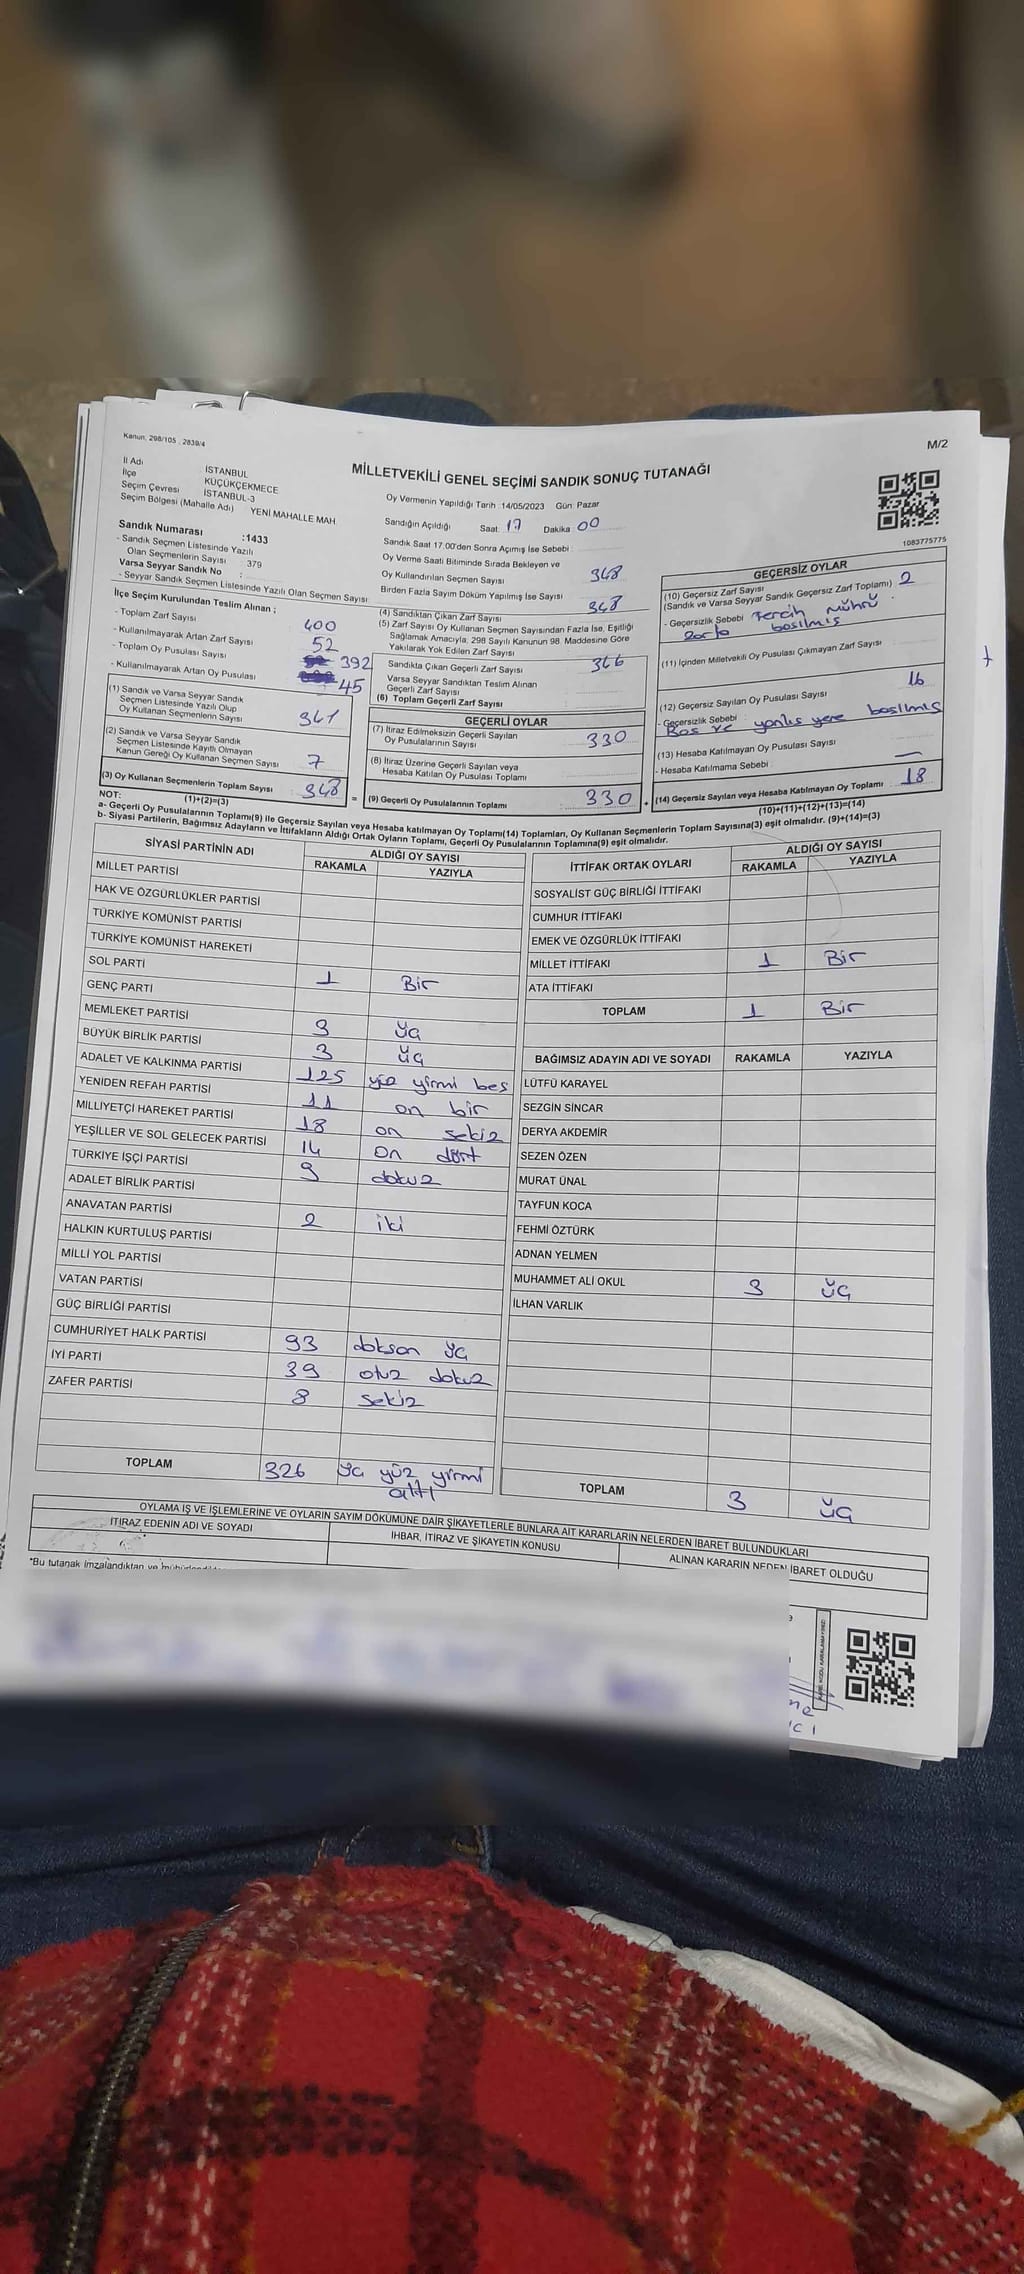 Kanun, 298/105 , 2839/4
M/2
MİLLETVEKİLİ GENEL SEÇİMİ SANDIK SONUÇ TUTANAĞI
İl Adı İSTANBUL
İlçe KÜÇÜKÇEKMECE
Seçim Çevresi İSTANBUL-3
Seçim Bölgesi (Mahalle Adı) YENİ MAHALLE MAH.
Oy Vermenin Yapıldığı Tarih :14/05/2023 Gün: Pazar
Sandığın Açıldığı Saat: 17 Dakika 00
Sandık Saat 17:00'den Sonra Açımış İse Sebebi :
Oy Verme Saati Bitiminde Sırada Bekleyen ve
Oy Kullandırılan Seçmen Sayısı 348
Birden Fazla Sayım Döküm Yapılmış İse Sayısı
1083775775
Sandık Numarası :1433
- Sandık Seçmen Listesinde Yazılı
Olan Seçmenlerin Sayısı : 379
Varsa Seyyar Sandık No :
- Seyyar Sandık Seçmen Listesinde Yazılı Olan Seçmen Sayısı:
İlçe Seçim Kurulundan Teslim Alınan ;
- Toplam Zarf Sayısı 400
- Kullanılmayarak Artan Zarf Sayısı 52
- Toplam Oy Pusulası Sayısı 392
- Kullanılmayarak Artan Oy Pusulası 45
(1) Sandık ve Varsa Seyyar Sandık
Seçmen Listesinde Yazılı Olup
Oy Kullanan Seçmenlerin Sayısı 341
(2) Sandık ve Varsa Seyyar Sandık
Seçmen Listesinde Kayıtlı Olmayan
Kanun Gereği Oy Kullanan Seçmen Sayısı 7
(3) Oy Kullanan Seçmenlerin Toplam Sayısı 348
(1)+(2)=(3)
(4) Sandıktan Çıkan Zarf Sayısı 348
(5) Zarf Sayısı Oy Kullanan Seçmen Sayısından Fazla İse, Eşitliği
Sağlamak Amacıyla, 298 Sayılı Kanunun 98. Maddesine Göre
Yakılarak Yok Edilen Zarf Sayısı
Sandıkta Çıkan Geçerli Zarf Sayısı 346
Varsa Seyyar Sandıktan Teslim Alınan
Geçerli Zarf Sayısı
(6) Toplam Geçerli Zarf Sayısı
GEÇERLİ OYLAR
(7) İtiraz Edilmeksizin Geçerli Sayılan
Oy Pusulalarının Sayısı 330
(8) İtiraz Üzerine Geçerli Sayılan veya
Hesaba Katılan Oy Pusulası Toplamı
= (9) Geçerli Oy Pusulalarının Toplamı : 330 +
GEÇERSİZ OYLAR
(10) Geçersiz Zarf Sayısı
(Sandık ve Varsa Seyyar Sandık Geçersiz Zarf Toplamı) 2
- Geçersizlik Sebebi Tercih mührü
zarfa basılmış
(11) İçinden Milletvekili Oy Pusulası Çıkmayan Zarf Sayısı
(12) Geçersiz Sayılan Oy Pusulası Sayısı 16
- Geçersizlik Sebebi :
Boş ve yanlış yere basılmış
(13) Hesaba Katılmayan Oy Pusulası Sayısı —
- Hesaba Katılmama Sebebi :
(14) Geçersiz Sayılan veya Hesaba Katılmayan Oy Toplamı 18
(10)+(11)+(12)+(13)=(14)
NOT:
a- Geçerli Oy Pusulalarının Toplamı(9) ile Geçersiz Sayılan veya Hesaba katılmayan Oy Toplamı(14) Toplamları, Oy Kullanan Seçmenlerin Toplam Sayısına(3) eşit olmalıdır. (9)+(14)=(3)
b- Siyasi Partilerin, Bağımsız Adayların ve İttifakların Aldığı Ortak Oyların Toplamı, Geçerli Oy Pusulalarının Toplamına(9) eşit olmalıdır.
SİYASİ PARTİNİN ADI
ALDIĞI OY SAYISI
RAKAMLA YAZIYLA
MİLLET PARTİSİ
HAK VE ÖZGÜRLÜKLER PARTİSİ
TÜRKİYE KOMÜNİST PARTİSİ
TÜRKİYE KOMÜNİST HAREKETİ
SOL PARTİ
GENÇ PARTİ 1 Bir
MEMLEKET PARTİSİ
BÜYÜK BİRLİK PARTİSİ 3 üç
ADALET VE KALKINMA PARTİSİ 3 üç
YENİDEN REFAH PARTİSİ 125 yüz yirmi beş
MİLLİYETÇİ HAREKET PARTİSİ 11 on bir
YEŞİLLER VE SOL GELECEK PARTİSİ 18 on sekiz
TÜRKİYE İŞÇİ PARTİSİ 14 on dört
ADALET BİRLİK PARTİSİ 9 dokuz
ANAVATAN PARTİSİ
HALKIN KURTULUŞ PARTİSİ 2 iki
MİLLİ YOL PARTİSİ
VATAN PARTİSİ
GÜÇ BİRLİĞİ PARTİSİ
CUMHURİYET HALK PARTİSİ 93 doksan üç
İYİ PARTİ 39 otuz dokuz
ZAFER PARTİSİ 8 sekiz
TOPLAM 326 üç yüz yirmi
altı
İTTİFAK ORTAK OYLARI
ALDIĞI OY SAYISI
RAKAMLA YAZIYLA
SOSYALİST GÜÇ BİRLİĞİ İTTİFAKI
CUMHUR İTTİFAKI
EMEK VE ÖZGÜRLÜK İTTİFAKI
MİLLET İTTİFAKI 1 Bir
ATA İTTİFAKI
TOPLAM 1 Bir
BAĞIMSIZ ADAYIN ADI VE SOYADI RAKAMLA YAZIYLA
LÜTFÜ KARAYEL
SEZGİN SİNCAR
DERYA AKDEMİR
SEZEN ÖZEN
MURAT ÜNAL
TAYFUN KOCA
FEHMİ ÖZTÜRK
ADNAN YELMEN
MUHAMMET ALİ OKUL 3 üç
İLHAN VARLIK
TOPLAM 3 üç
OYLAMA İŞ VE İŞLEMLERİNE VE OYLARIN SAYIM DÖKÜMÜNE DAİR ŞİKAYETLERLE BUNLARA AİT KARARLARIN NELERDEN İBARET BULUNDUKLARI
İTİRAZ EDENİN ADI VE SOYADI
İHBAR, İTİRAZ VE ŞİKAYETİN KONUSU
ALINAN KARARIN NEDEN İBARET OLDUĞU
*Bu tutanak imzalandıktan ve